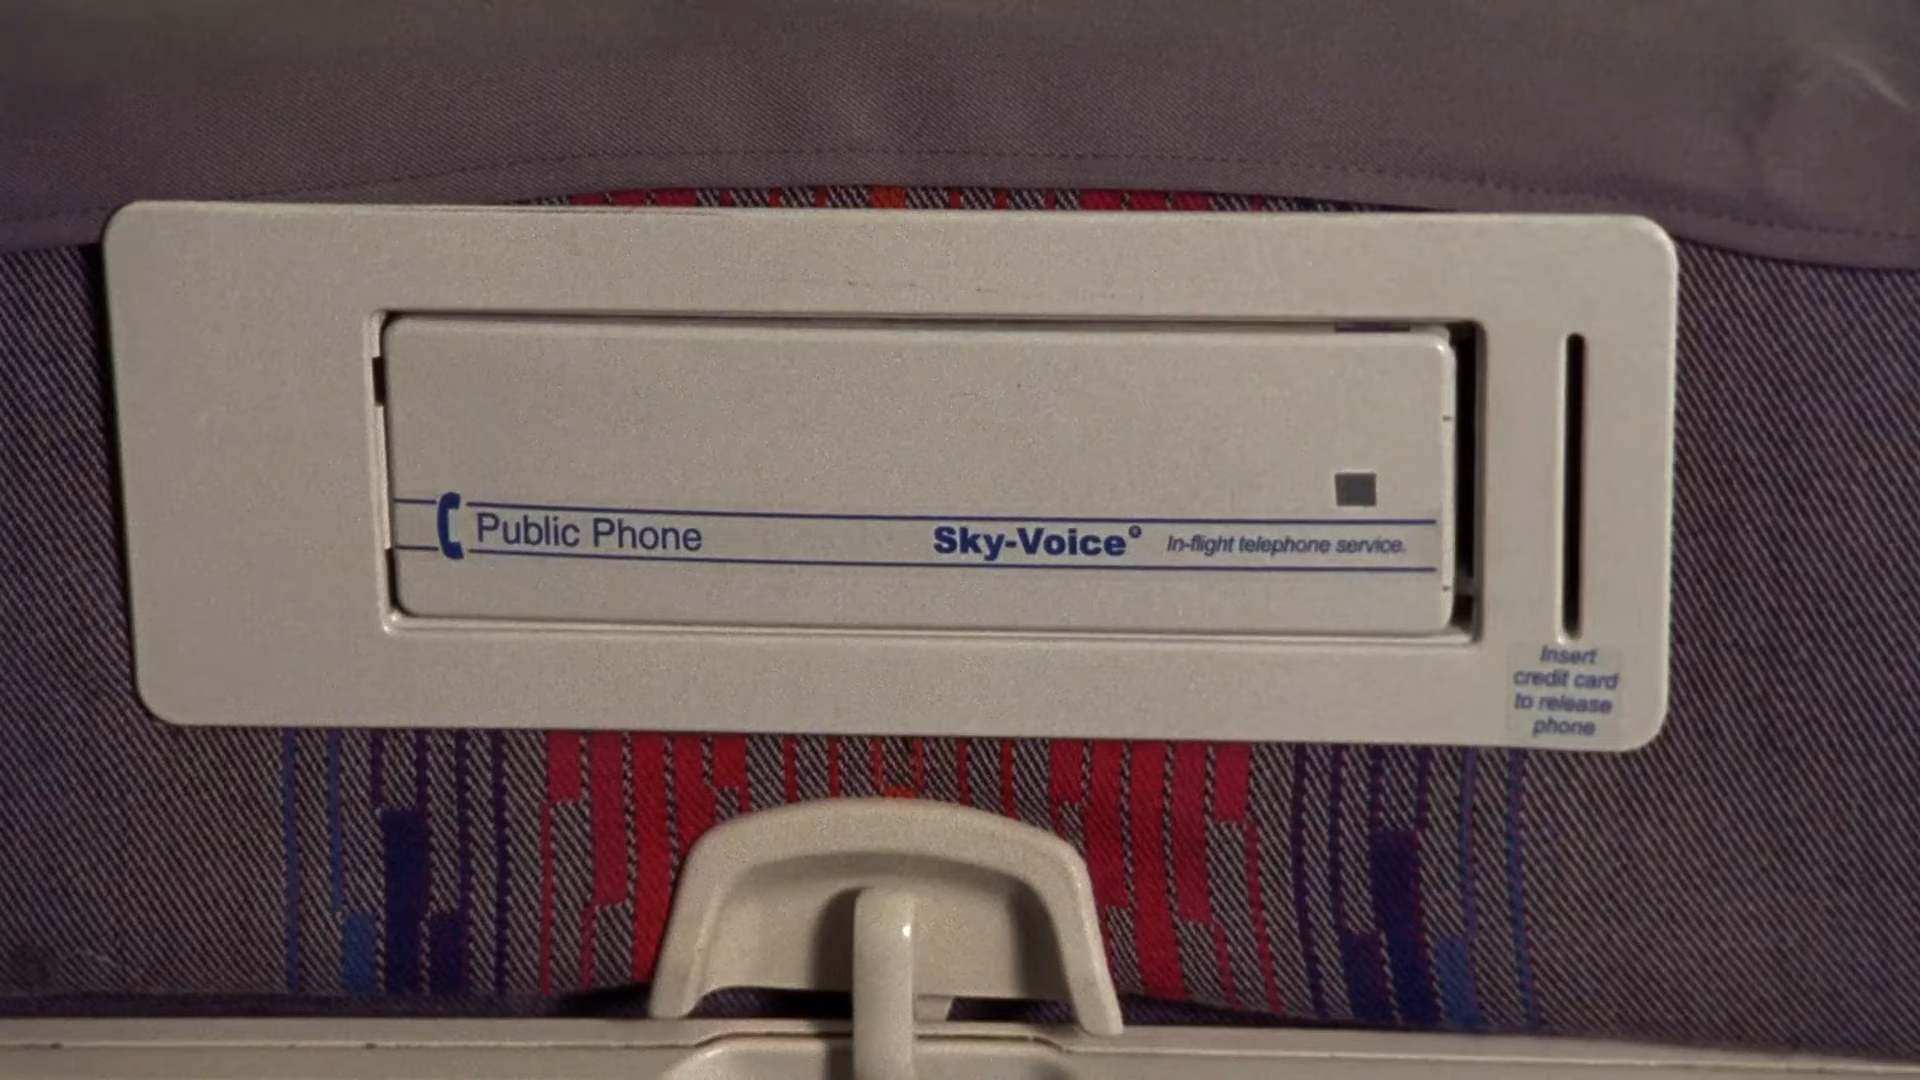 Public Phone
Sky-Voice° In-flight telephone service.
Insert
credit card
to release
phone